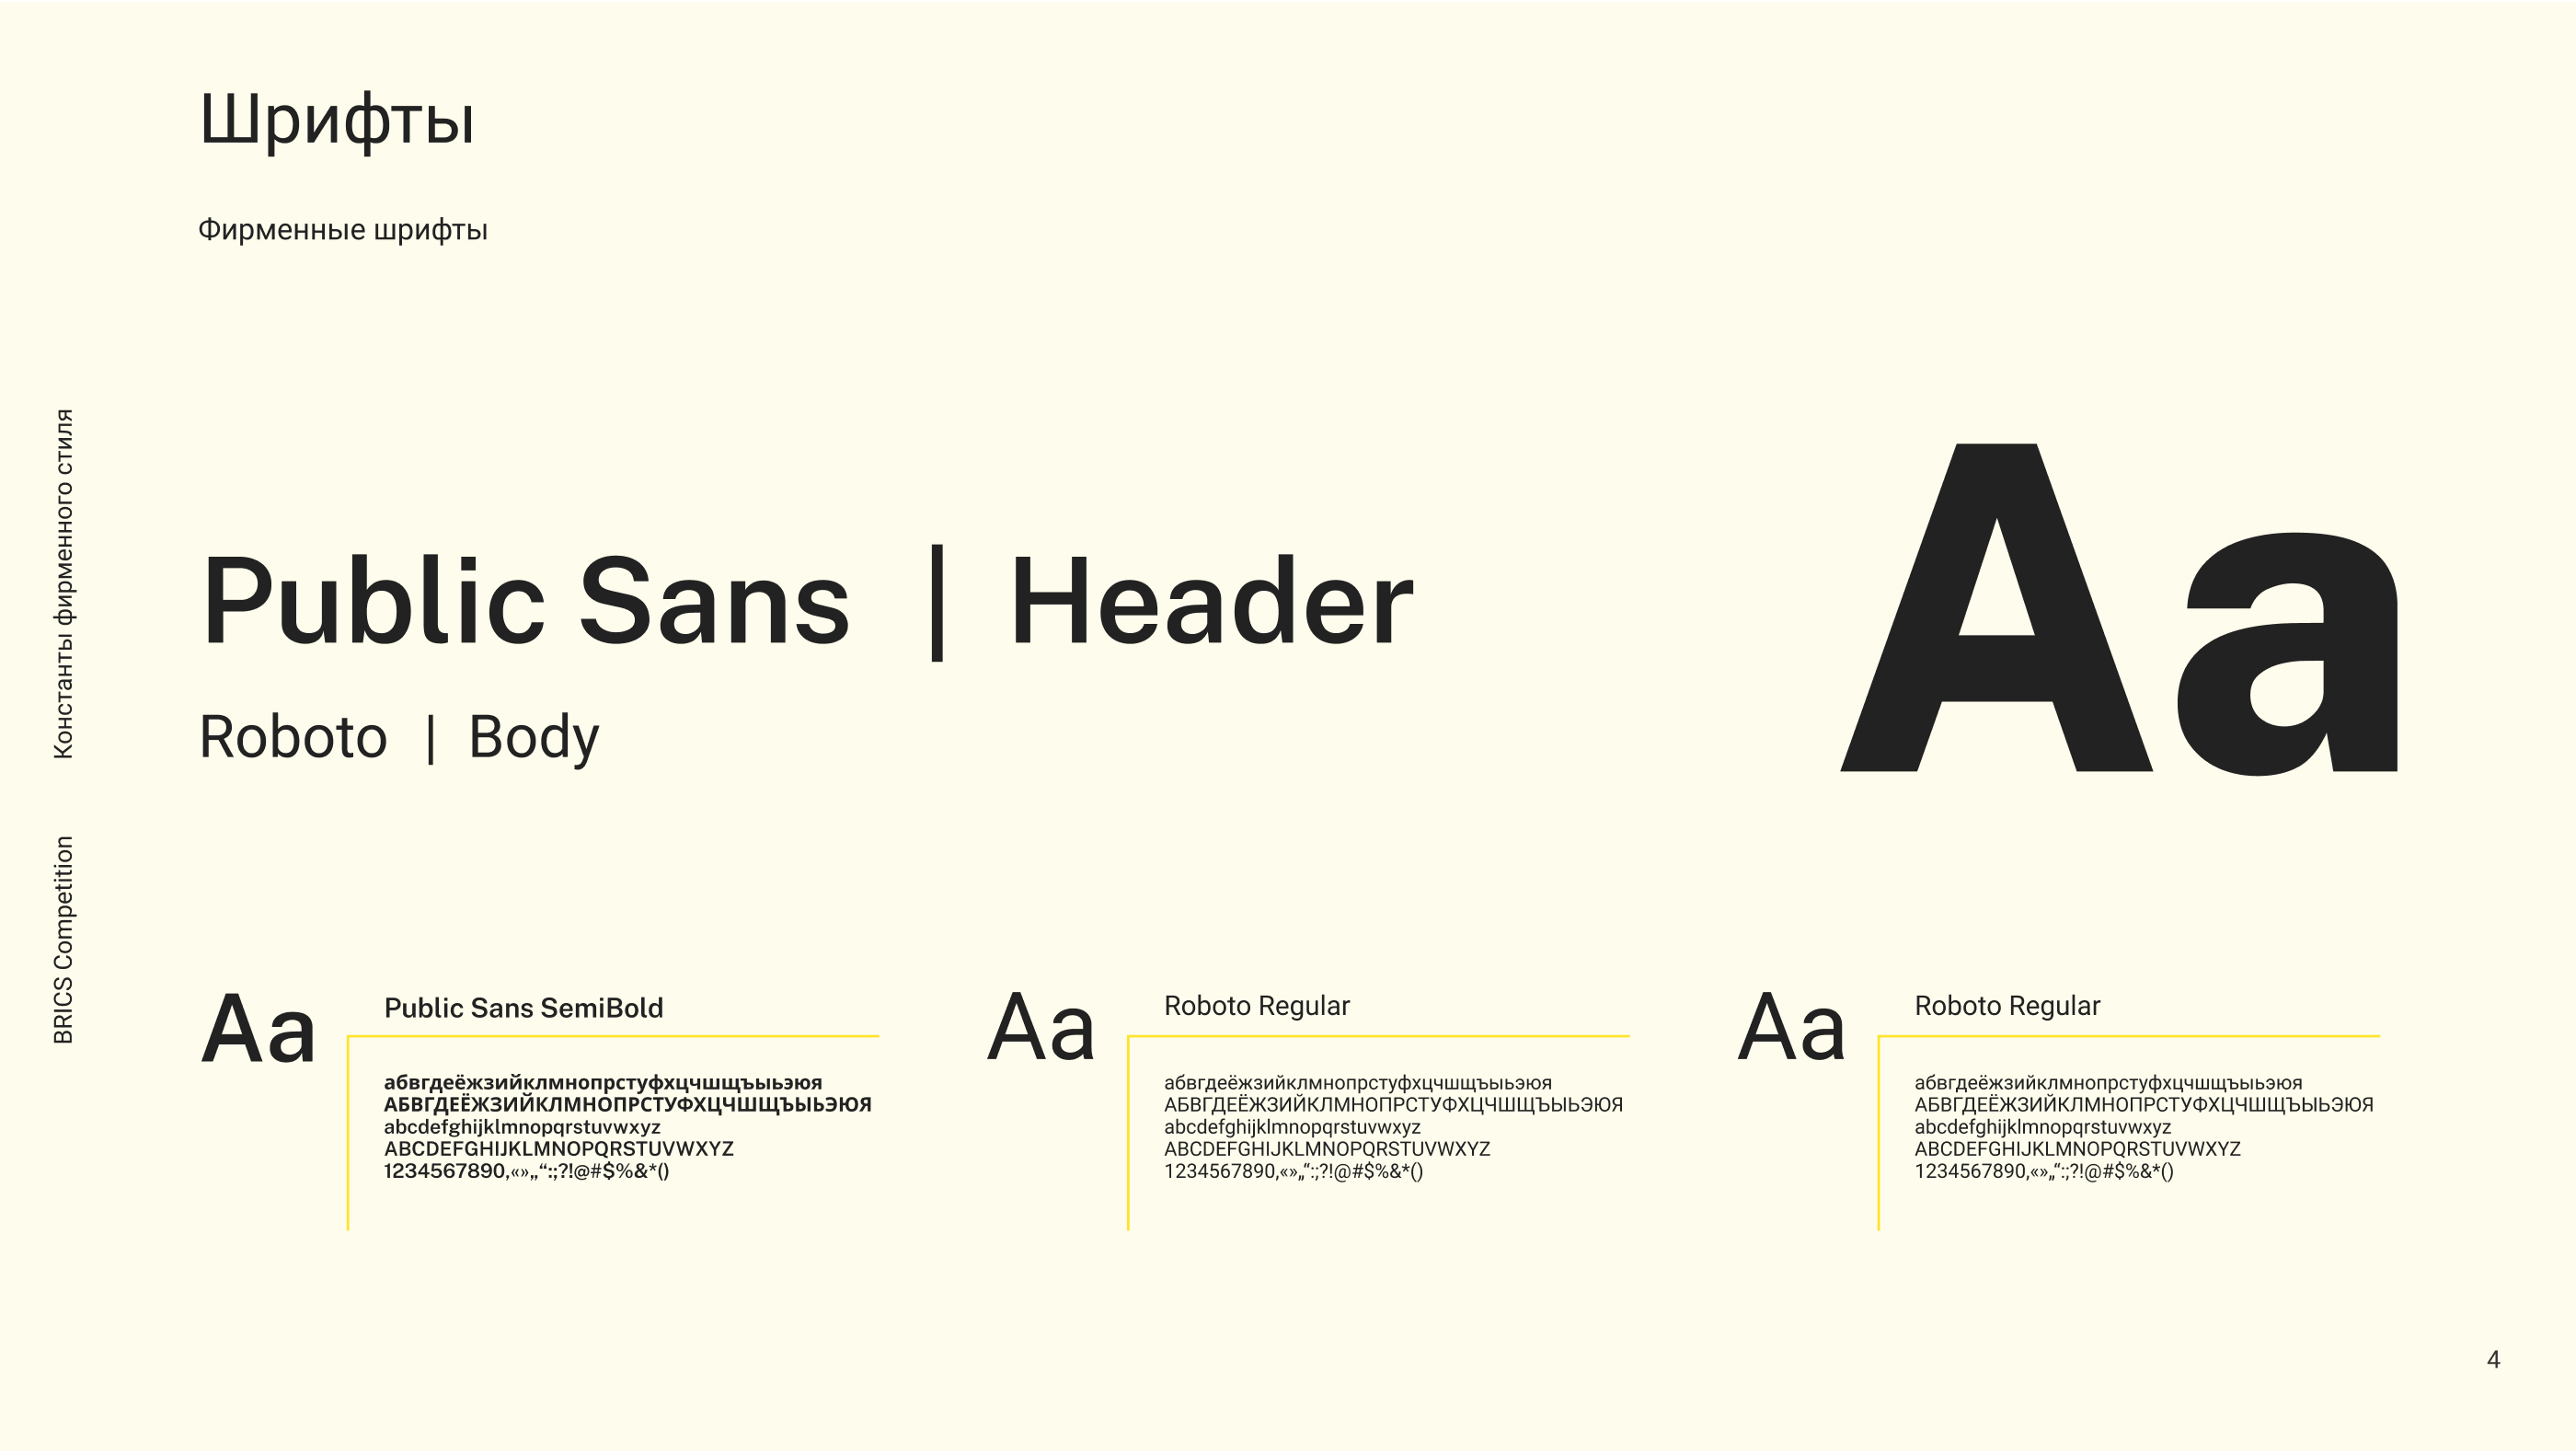 Шрифты
Фирменные шрифты
Константы фирменного стиля
BRICS Competition
Public Sans | Header
Roboto | Body
Aa
Aa
Public Sans SemiBold
абвгдеёжзийклмнопрстуфхцчшщъыьэюя
АБВГДЕЁЖЗИЙКЛМНОПРСТУФХЦЧШЩЪЫЬЭЮЯ
abcdefghijklmnopqrstuvwxyz
ABCDEFGHIJKLMNOPQRSTUVWXYZ
1234567890,«»„“:;?!@#$%&*()
Aa
Roboto Regular
абвгдеёжзийклмнопрстуфхцчшщъыьэюя
АБВГДЕЁЖЗИЙКЛМНОПРСТУФХЦЧШЩЪЫЬЭЮЯ
abcdefghijklmnopqrstuvwxyz
ABCDEFGHIJKLMNOPQRSTUVWXYZ
1234567890,«»„“:;?!@#$%&*()
Aa
Roboto Regular
абвгдеёжзийклмнопрстуфхцчшщъыьэюя
АБВГДЕЁЖЗИЙКЛМНОПРСТУФХЦЧШЩЪЫЬЭЮЯ
abcdefghijklmnopqrstuvwxyz
ABCDEFGHIJKLMNOPQRSTUVWXYZ
1234567890,«»„“:;?!@#$%&*()
4